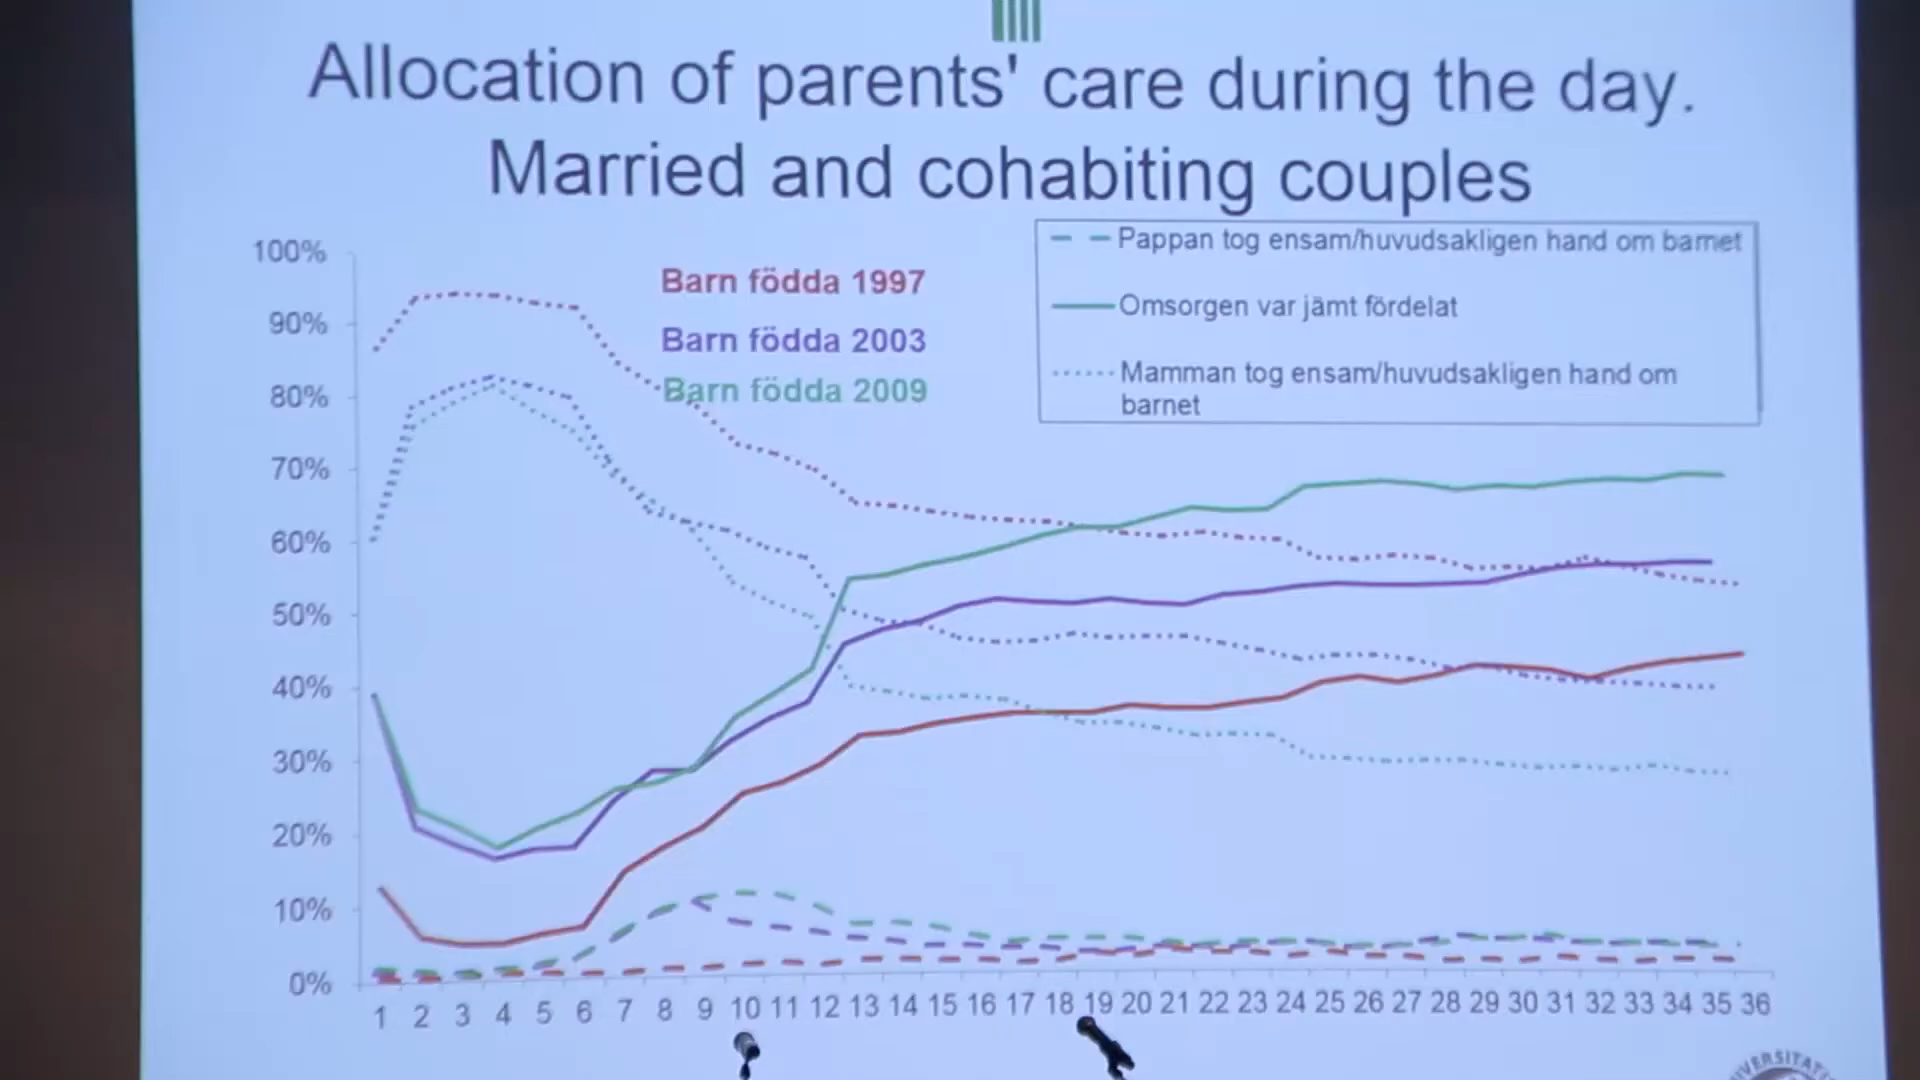 Allocation of parents' care during the day.
Married and cohabiting couples
Pappan tog ensam/huvudsakligen hand om barnet
Omsorgen var jämt fördelat
Mamman tog ensam/huvudsakligen hand om
barnet
Barn födda 1997
Barn födda 2003
Barn födda 2009
100%
90%
80%
70%
60%
50%
40%
30%
20%
10%
0%
1 2 3 4 5 6 7 8 9 10 11 12 13 14 15 16 17 18 19 20 21 22 23 24 25 26 27 28 29 30 31 32 33 34 35 36